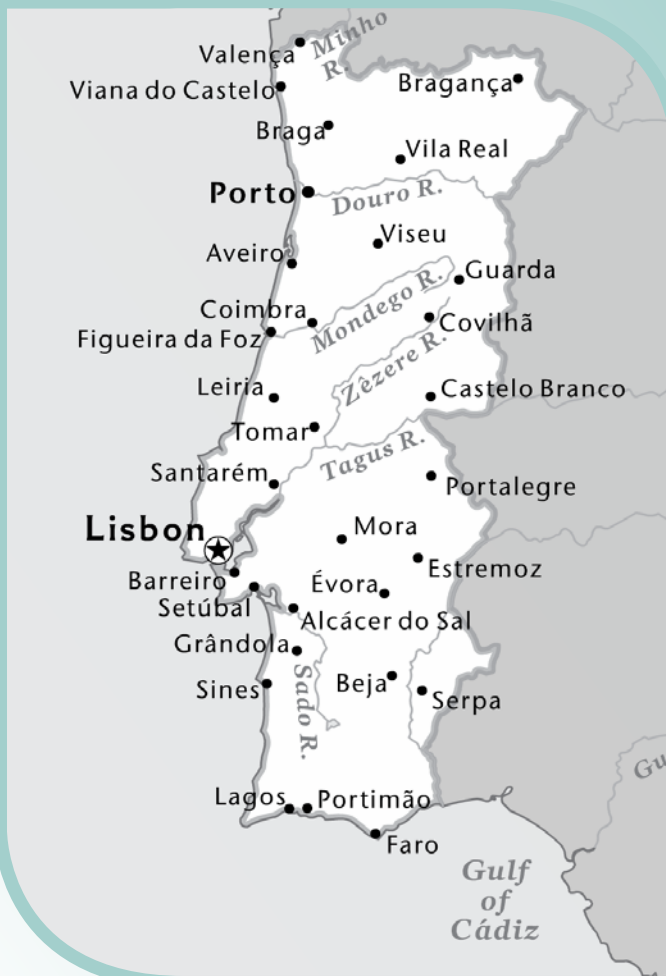 Valença
Minho
R.
Viana do Castelo
Bragança
Braga
Vila Real
Porto
Douro R.
Viseu
Aveiro
Guarda
Mondego R.
Coimbra
Covilhã
Figueira da Foz
Zêzere R.
Leiria
Castelo Branco
Tomar
Tagus R.
Santarém
Portalegre
Lisbon
Mora
Estremoz
Barreiro
Évora
Setúbal
Alcácer do Sal
Grândola
Sado R.
Beja
Sines
Serpa
Lagos
Portimão
Faro
Gu
Gulf
of
Cádiz